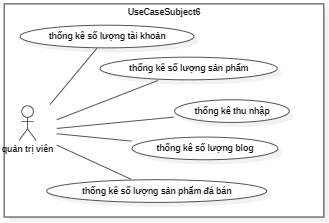 UseCaseSubject6
thống kê số lượng tài khoản
thống kê số lượng sản phẩm
thống kê thu nhập
quản trị viên
thống kê số lượng blog
thống kê số lượng sản phẩm đá bán